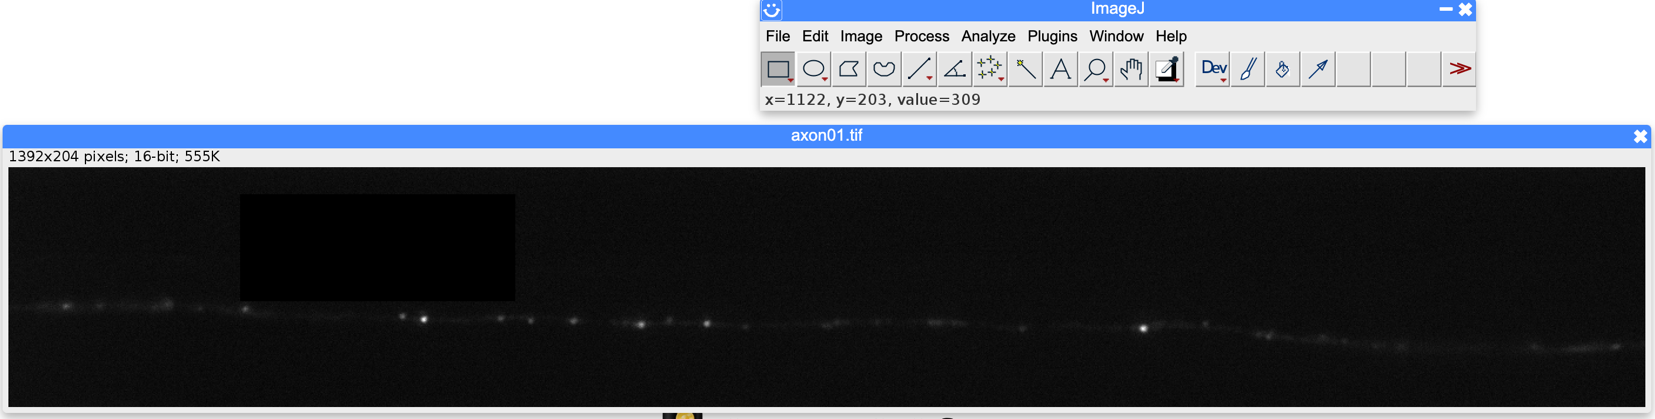 ImageJ
File Edit Image Process Analyze Plugins Window Help
A Dev ≫
x=1122, y=203, value=309
axon01.tif
1392x204 pixels; 16-bit; 555K